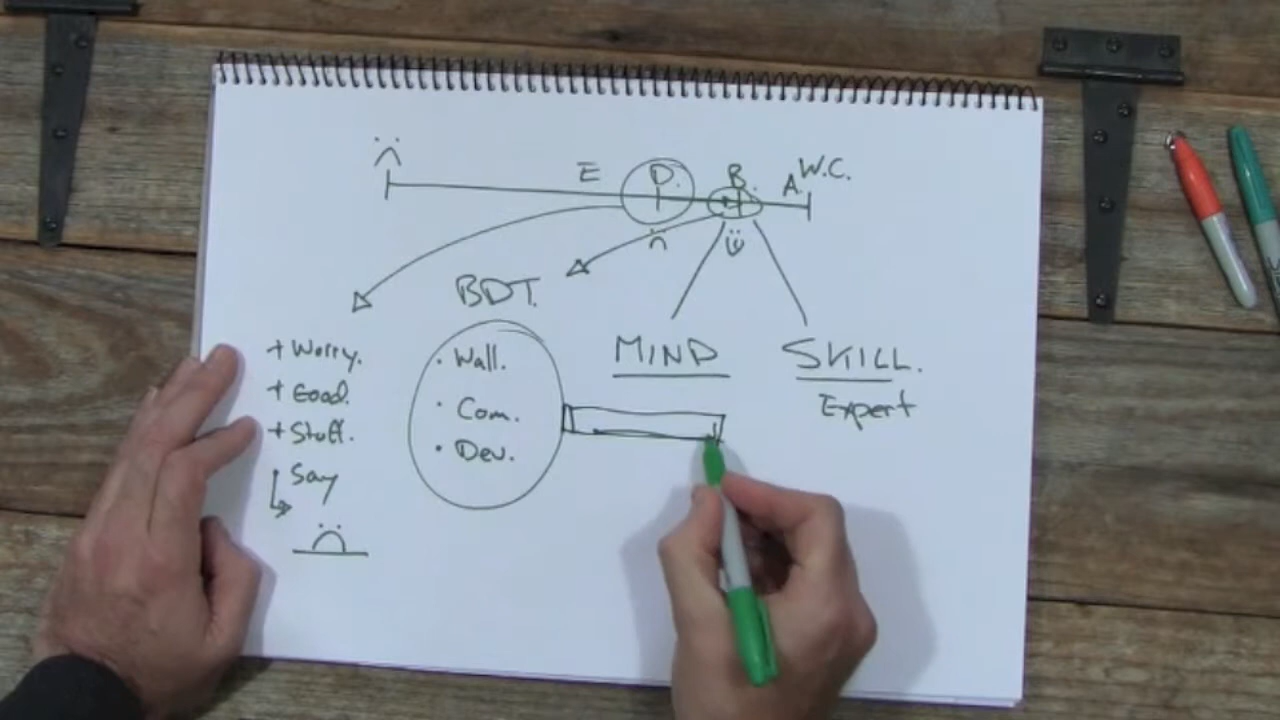 E D. B. A. W.C.
BDT.
+ Worry.
+ Good.
+ Stuff.
Say
• Wall.
• Com.
• Dev.
MIND
SKILL.
Expert